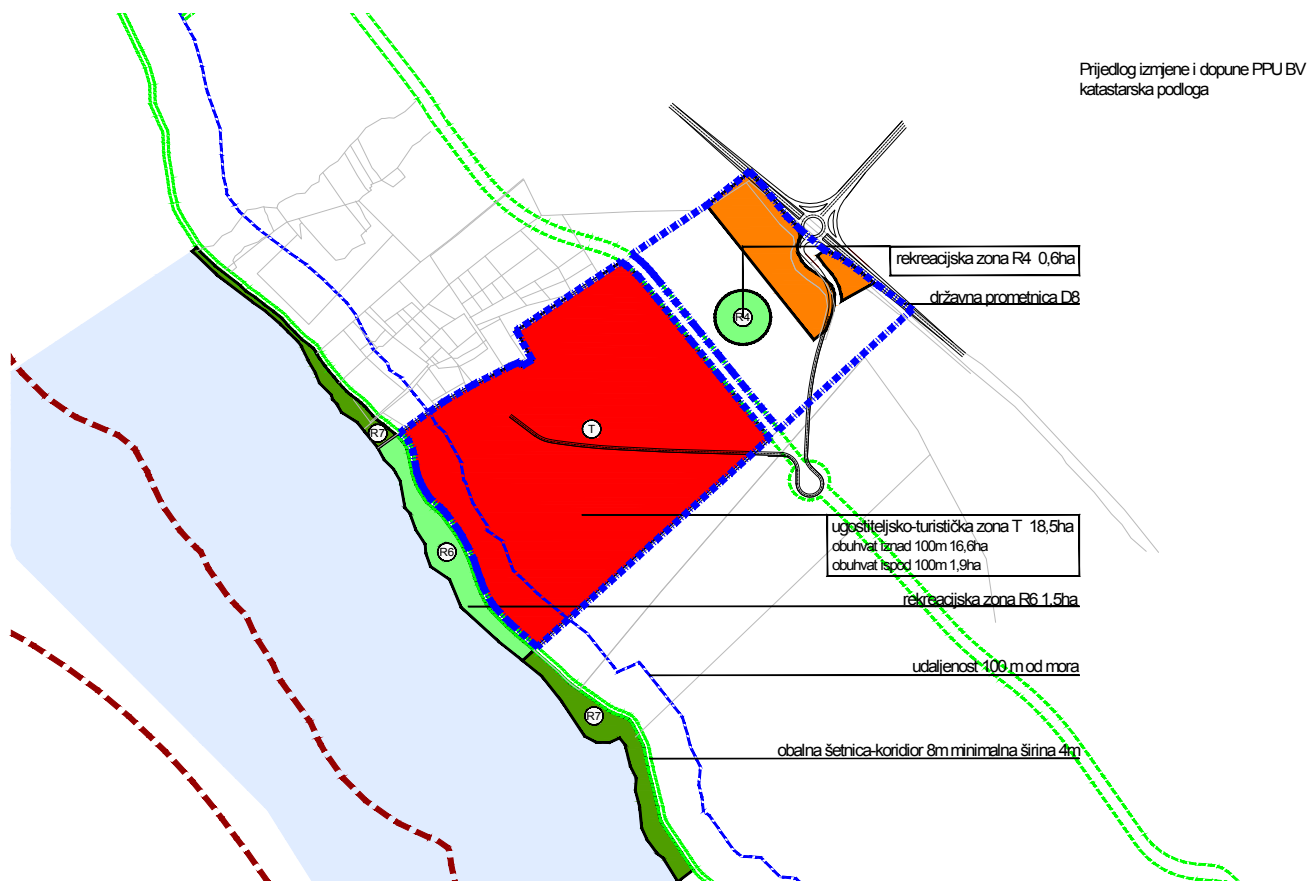 Prijedlog izmjene i dopune PPU BV
katastarska podloga
rekreacijska zona R4 0,6ha
državna prometnica D8
R4
T
R7
R6
ugostiteljsko-turistička zona T 18,5ha
obuhvat iznad 100m 16,6ha
obuhvat ispod 100m 1,9ha
rekreacijska zona R6 1.5ha
udaljenost 100 m od mora
R7
obalna šetnica-koridior 8m minimalna širina 4m